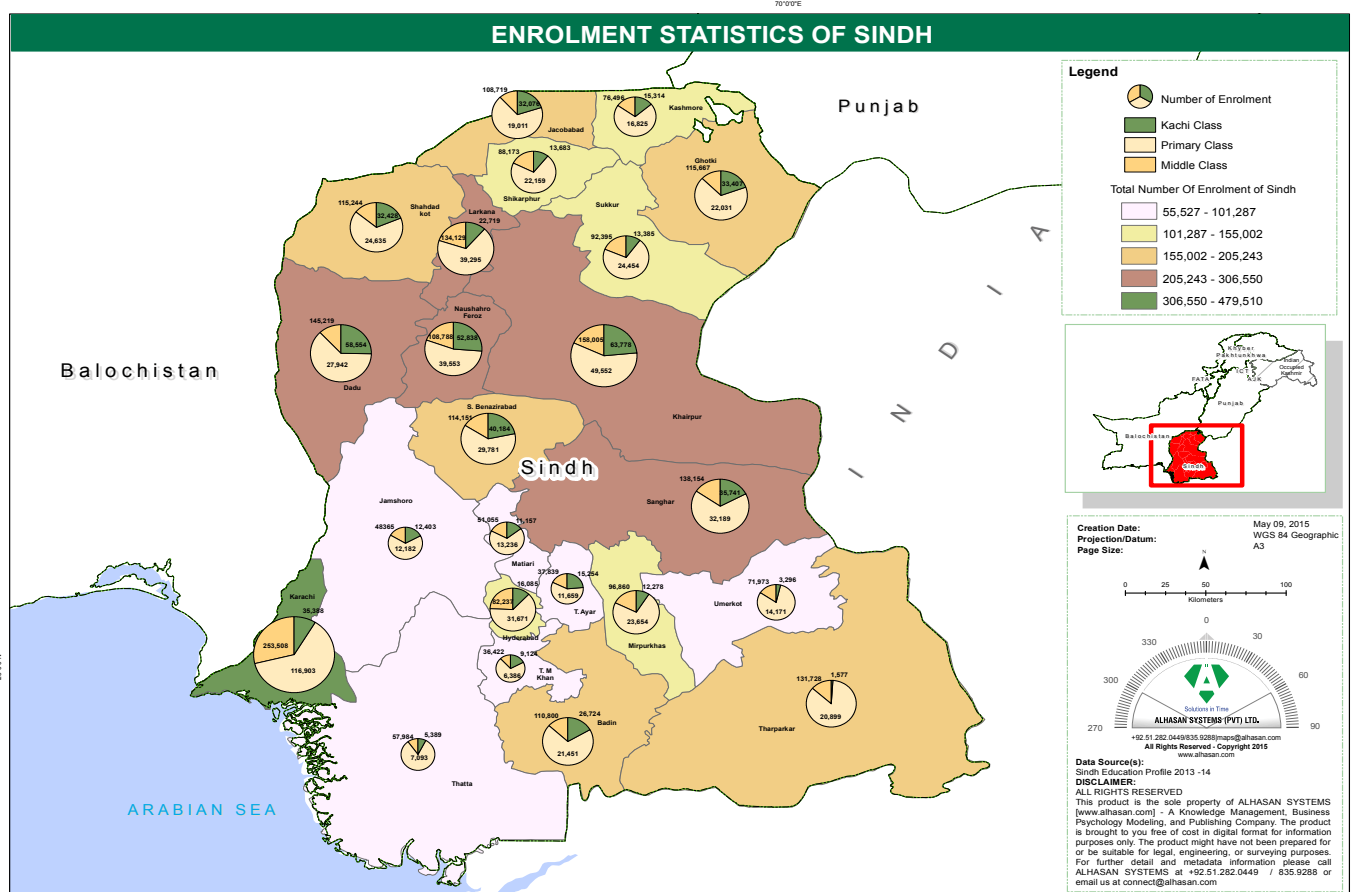 70°0'0"E
ENROLMENT STATISTICS OF SINDH
Punjab
Balochistan
INDIA
Sindh
ARABIAN SEA
108,719
32,076
19,011
Jacobabad
76,496
15,314
Kashmore
16,825
88,173
13,683
22,159
Shikarphur
Ghotki
115,667
33,407
22,031
115,244
32,428
Shahdad
kot
24,635
Larkana
22,719
134,129
39,295
Sukkur
92,395
13,385
24,454
145,219
58,554
27,942
Dadu
Naushahro
Feroz
108,788
52,838
39,553
158,005
63,778
49,552
Khairpur
S. Benazirabad
114,151
40,184
29,781
138,154
35,741
Sanghar
32,189
Jamshoro
48365
12,403
12,182
51,055
11,157
13,236
Matiari
37,839
15,254
11,659
T. Ayar
16,085
82,237
31,671
Hyderabad
96,860
12,278
23,654
Mirpurkhas
71,973
3,296
Umerkot
14,171
Karachi
35,388
253,508
116,903
36,422
9,124
6,386
T. M
Khan
110,800
26,724
Badin
21,451
131,728
1,577
20,899
Tharparkar
57,984
5,389
7,093
Thatta
Legend
Number of Enrolment
Kachi Class
Primary Class
Middle Class
Total Number Of Enrolment of Sindh
55,527 - 101,287
101,287 - 155,002
155,002 - 205,243
205,243 - 306,550
306,550 - 479,510
Khyber
Pakhtunkhwa
Indian
Occupied
Kashmir
ICT
FATA
AJK
Punjab
Balochistan
Sindh
Creation Date: May 09, 2015
Projection/Datum: WGS 84 Geographic
Page Size: A3
N
0 25 50 100
Kilometers
0
330 30
300 60
270 90
Solutions in Time
ALHASAN SYSTEMS (PVT) LTD.
+92.51.282.0449/835.9288|maps@alhasan.com
All Rights Reserved - Copyright 2015
www.alhasan.com
Data Source(s):
Sindh Education Profile 2013 -14
DISCLAIMER:
ALL RIGHTS RESERVED
This product is the sole property of ALHASAN SYSTEMS
[www.alhasan.com] - A Knowledge Management, Business
Psychology Modeling, and Publishing Company. The product
is brought to you free of cost in digital format for information
purposes only. The product might have not been prepared for
or be suitable for legal, engineering, or surveying purposes.
For further detail and metadata information please call
ALHASAN SYSTEMS at +92.51.282.0449 / 835.9288 or
email us at connect@alhasan.com